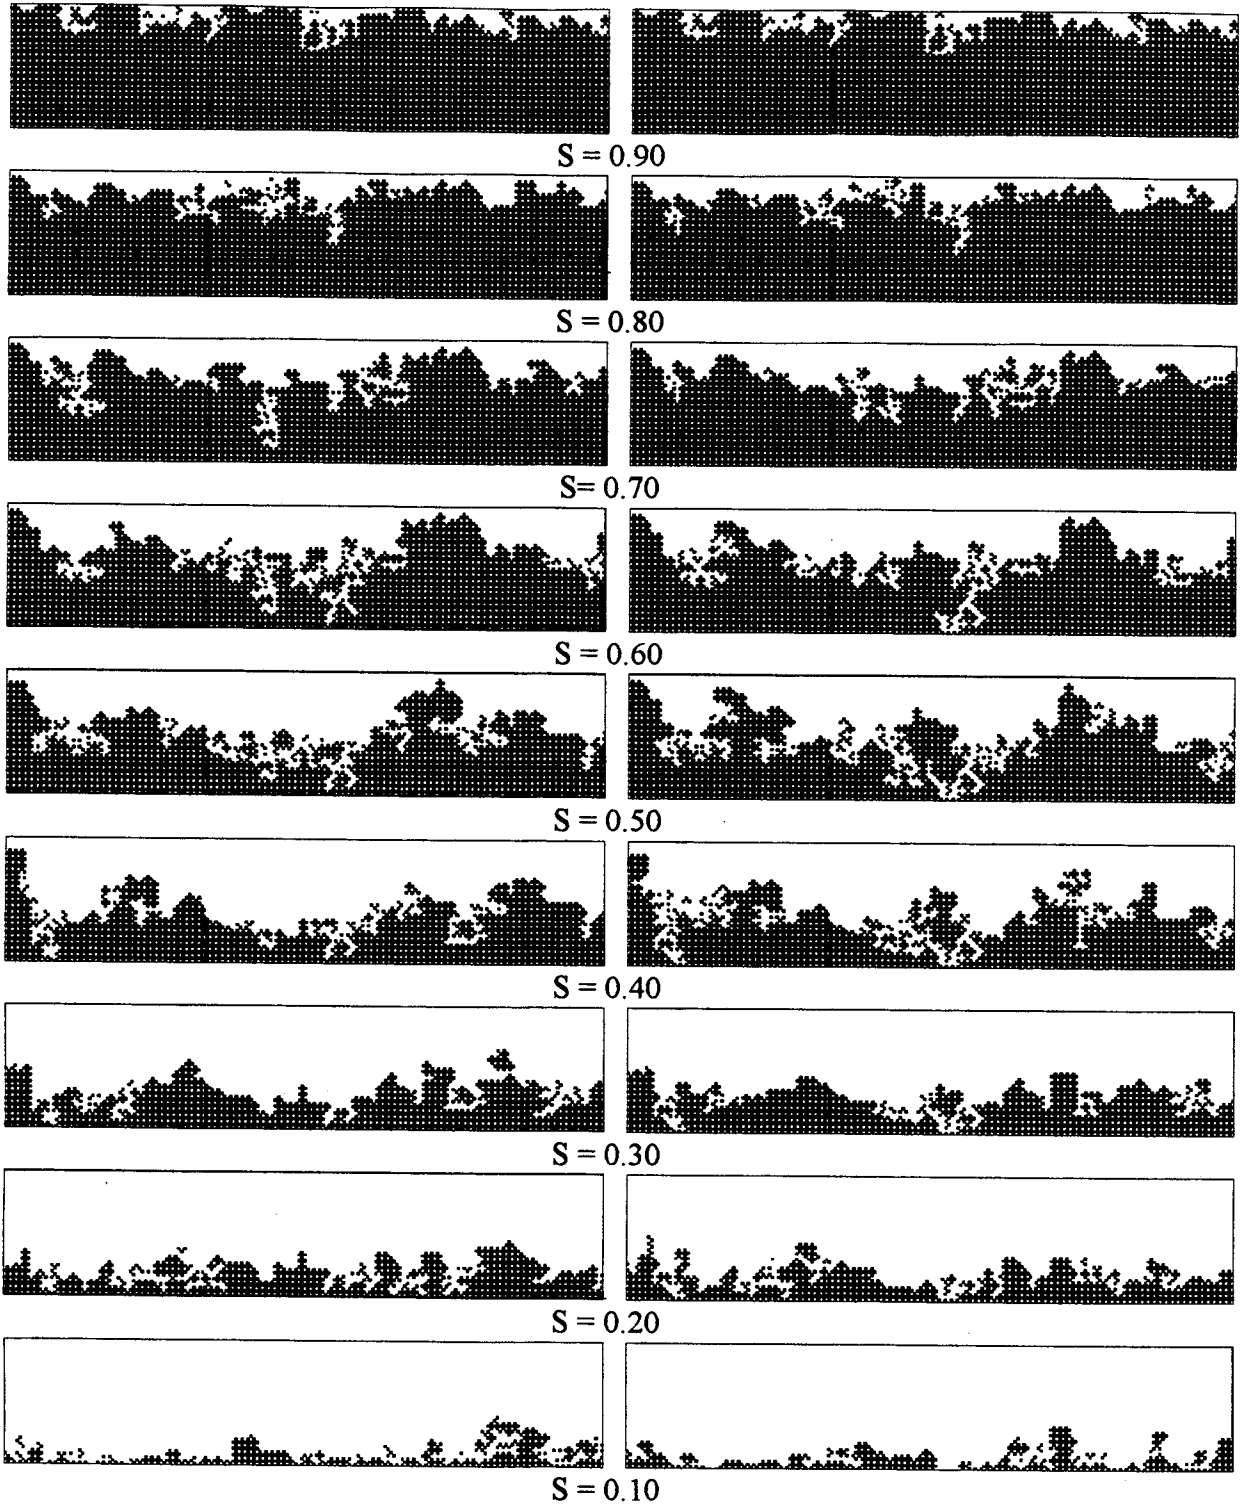 S = 0.90
S = 0.80
S= 0.70
S = 0.60
S = 0.50
S = 0.40
S = 0.30
S = 0.20
S = 0.10